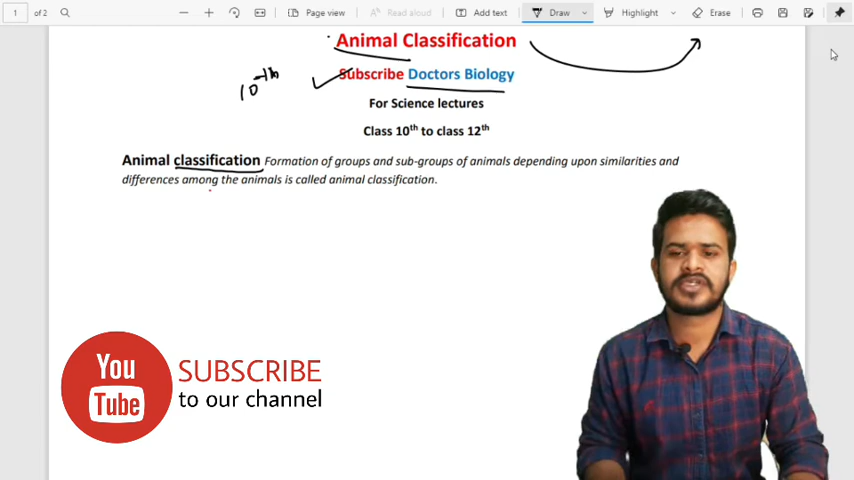 1 of 2 Page view Read aloud Add text Draw Highlight Erase
Animal Classification
10th Subscribe Doctors Biology
For Science lectures
Class 10th to class 12th
Animal classification Formation of groups and sub-groups of animals depending upon similarities and
differences among the animals is called animal classification.
You
Tube
SUBSCRIBE
to our channel